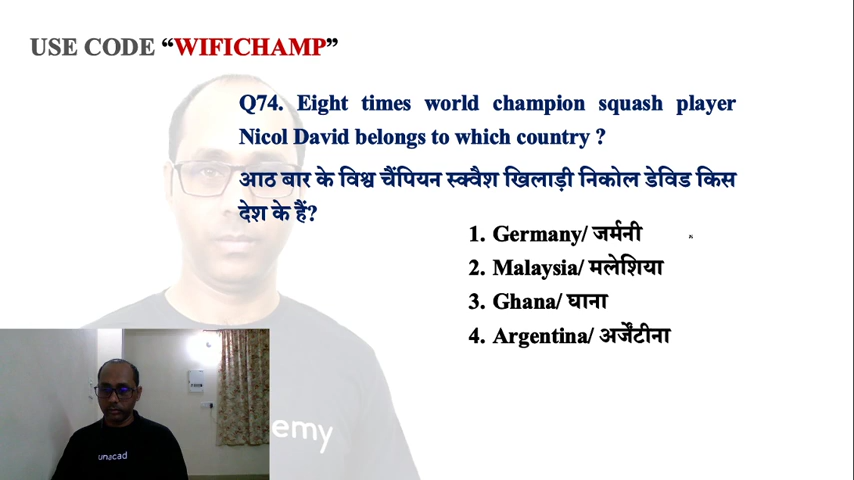 USE CODE “WIFICHAMP”
Q74. Eight times world champion squash player
Nicol David belongs to which country ?
आठ बार के विश्व चैंपियन स्क्वैश खिलाड़ी निकोल डेविड किस
देश के हैं?
1. Germany/ जर्मनी
2. Malaysia/ मलेशिया
3. Ghana/ घाना
4. Argentina/ अर्जेंटीना
emy
unacad